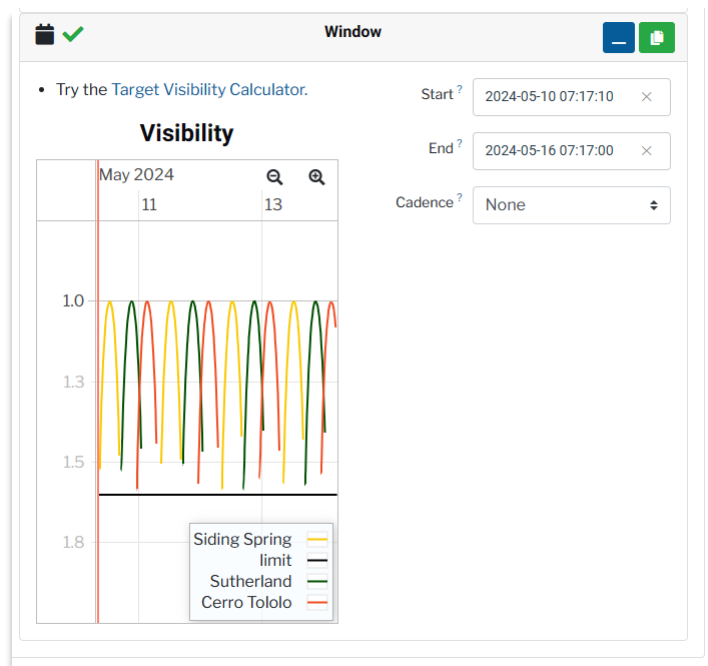 Window
Try the Target Visibility Calculator.
Visibility
May 2024
11
13
1.0
1.3
1.5
1.8
Siding Spring
limit
Sutherland
Cerro Tololo
Start ?
2024-05-10 07:17:10
End ?
2024-05-16 07:17:00
Cadence ?
None